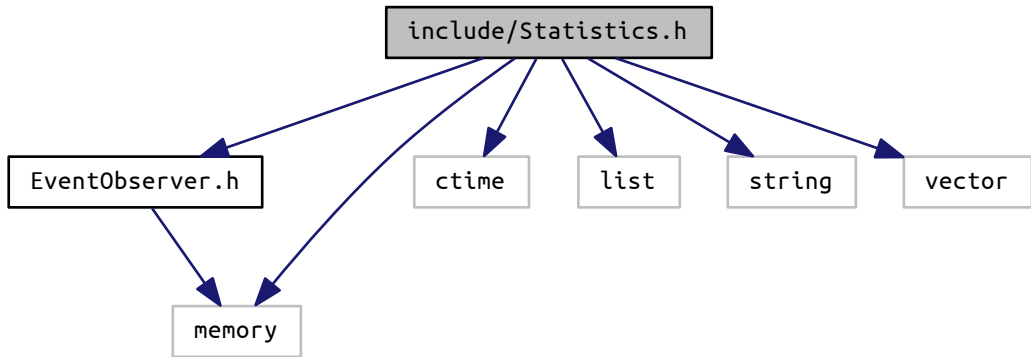 include/Statistics.h
EventObserver.h
ctime
list
string
vector
memory